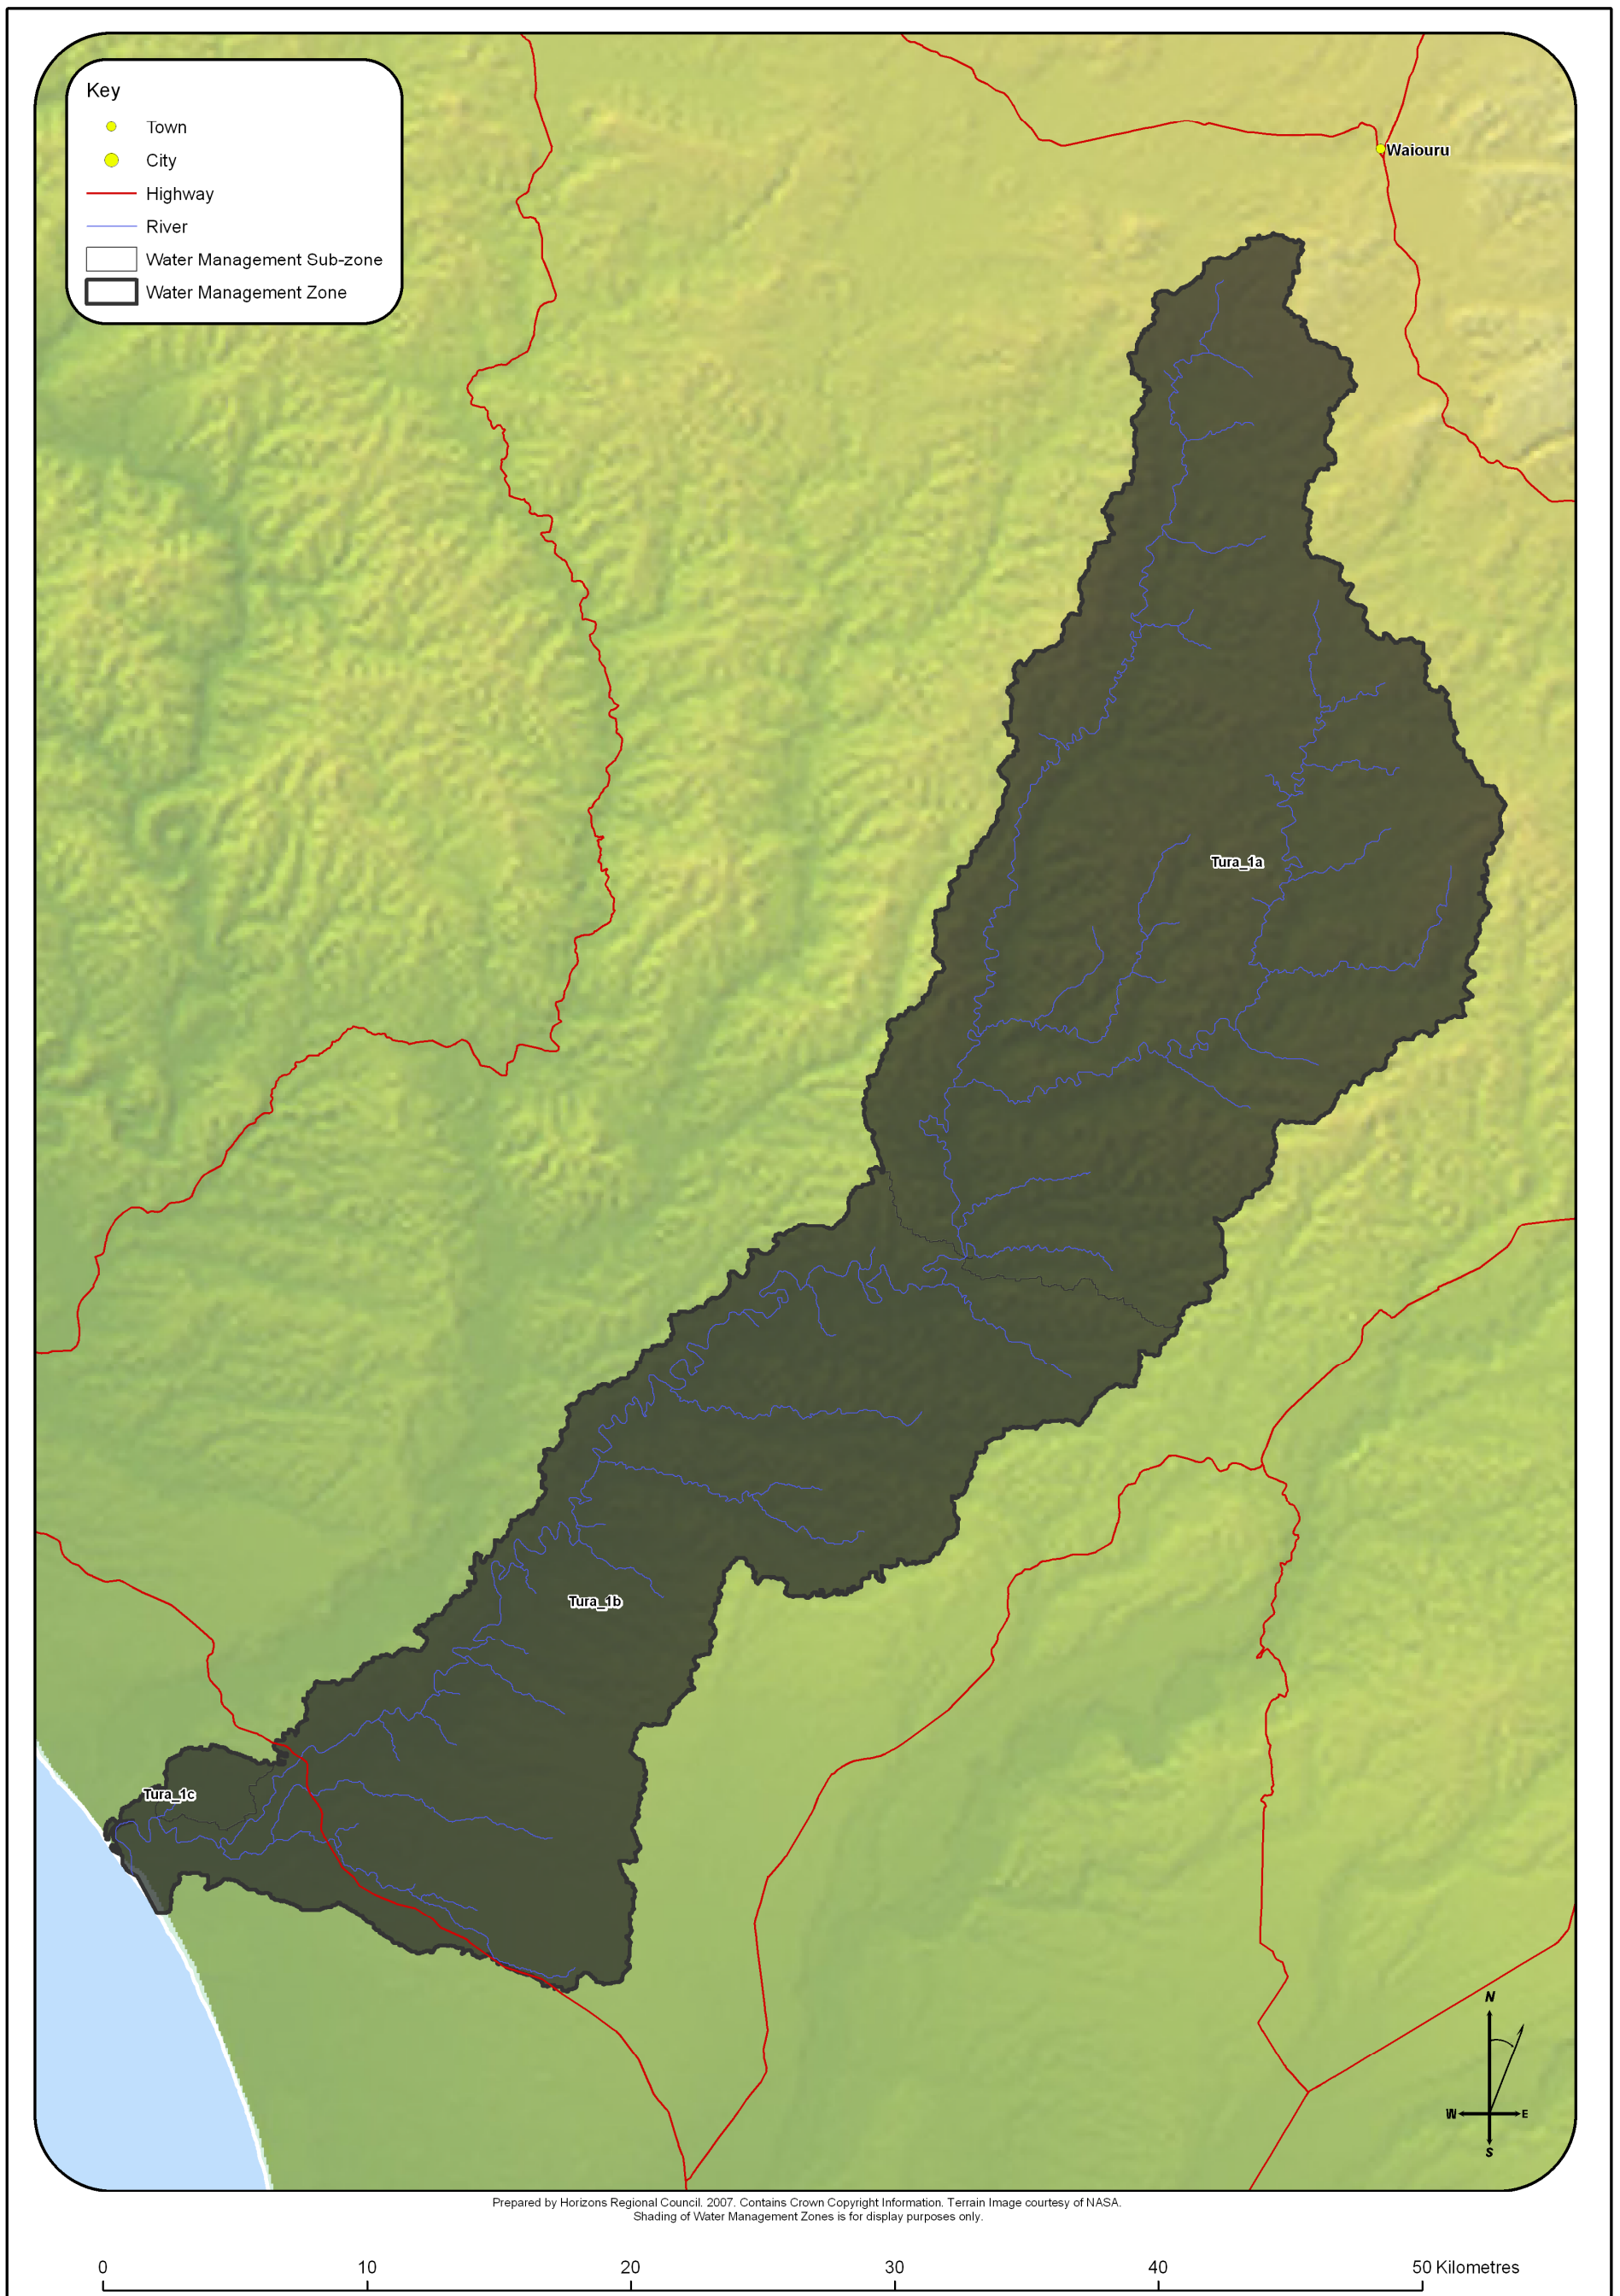 Key
Town
City
Highway
River
Water Management Sub-zone
Water Management Zone
Waiouru
Tura_1a
Tura_1b
Tura_1c
N
W E
S
Prepared by Horizons Regional Council. 2007. Contains Crown Copyright Information. Terrain Image courtesy of NASA.
Shading of Water Management Zones is for display purposes only.
0 10 20 30 40 50 Kilometres